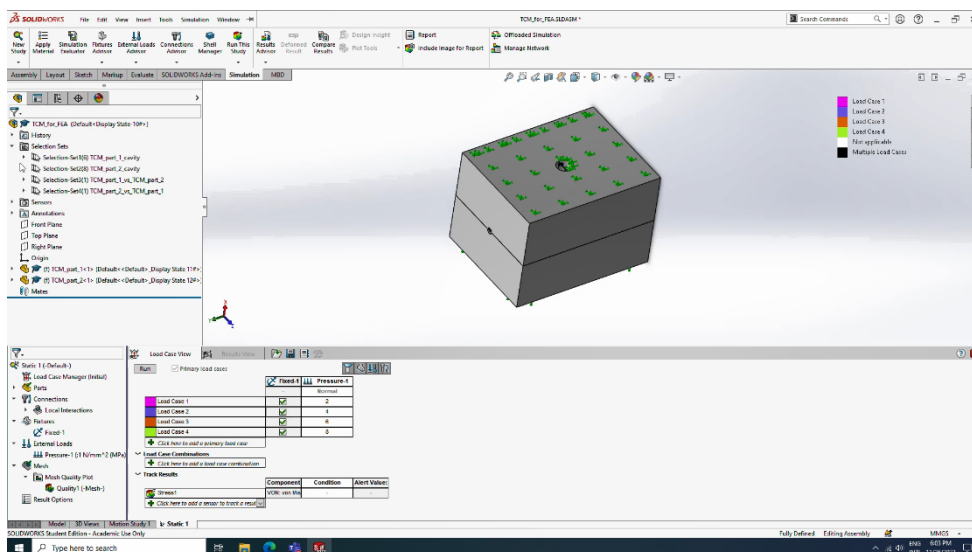 SOLIDWORKS File Edit View Insert Tools Simulation Window
TCM_for_FEA.SLDASM *
Search Commands
New Study
Apply Material
Simulation Evaluator
Fixtures Advisor
External Loads Advisor
Connections Advisor
Shell Manager
Run This Study
Results Advisor
Deformed Result
Compare Results
Design Insight
Plot Tools
Report
Include Image for Report
Offloaded Simulation
Manage Network
Assembly Layout Sketch Markup Evaluate SOLIDWORKS Add-Ins Simulation MBD
TCM_for_FEA (Default<Display State-10#>)
History
Selection Sets
Selection-Set1(6) TCM_part_1_cavity
Selection-Set2(8) TCM_part_2_cavity
Selection-Set3(1) TCM_part_1_vs_TCM_part_2
Selection-Set4(1) TCM_part_2_vs_TCM_part_1
Sensors
Annotations
Front Plane
Top Plane
Right Plane
Origin
(f) TCM_part_1<1> (Default<<Default>_Display State 11#>)
(f) TCM_part_2<1> (Default<<Default>_Display State 12#>)
Mates
Load Case 1
Load Case 2
Load Case 3
Load Case 4
Not applicable
Multiple Load Cases
Static 1 (-Default-)
Load Case Manager (Initial)
Parts
Connections
Local Interactions
Fixtures
Fixed-1
External Loads
Pressure-1 (:1 N/mm^2 (MPa)
Mesh
Mesh Quality Plot
Quality1 (-Mesh-)
Result Options
Load Case View Results View
Run Primary load cases
Fixed-1 Pressure-1
Normal
Load Case 1 2
Load Case 2 4
Load Case 3 6
Load Case 4 8
Click here to add a primary load case
Load Case Combinations
Click here to add a load case combination
Track Results
Component Condition Alert Value:
Stress1 VON: von Mis - -
Click here to add a sensor to track a resul
Model 3D Views Motion Study 1 Static 1
SOLIDWORKS Student Edition - Academic Use Only
Fully Defined Editing Assembly MMGS
Type here to search
ENG 6:03 PM